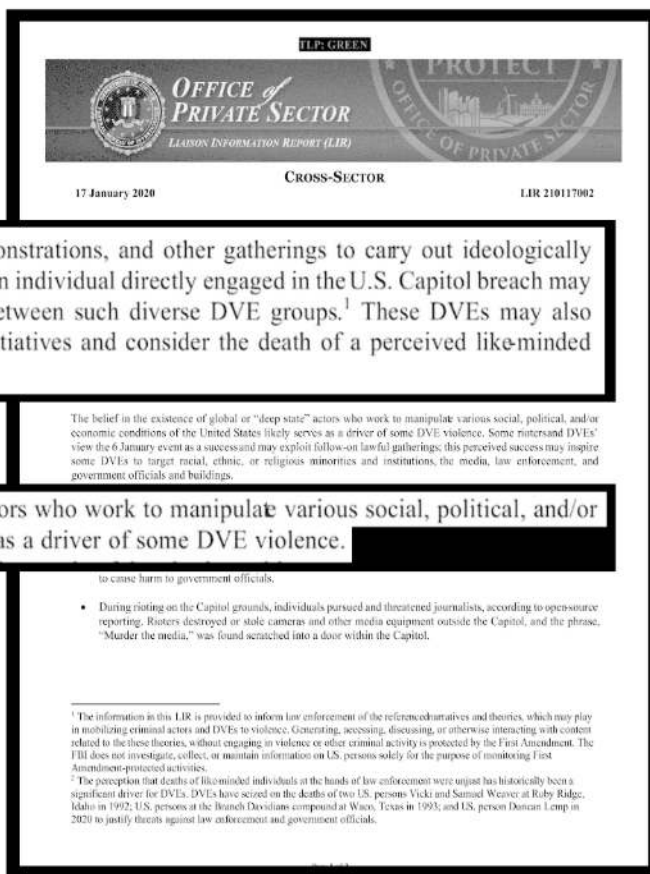 TLP: GREEN
PROTECT
OFFICE of
PRIVATE SECTOR
LIAISON INFORMATION REPORT (LIR)
OFFICE OF PRIVATE SECTOR
CROSS-SECTOR
17 January 2020
LIR 210117002
onstrations, and other gatherings to carry out ideologically
n individual directly engaged in the U.S. Capitol breach may
etween such diverse DVE groups.1 These DVEs may also
tiatives and consider the death of a perceived like-minded
The belief in the existence of global or “deep state” actors who work to manipulate various social, political, and/or
economic conditions of the United States likely serves as a driver of some DVE violence. Some riotersand DVEs’
view the 6 January event as a success and may exploit follow-on lawful gatherings; this perceived success may inspire
some DVEs to target racial, ethnic, or religious minorities and institutions, the media, law enforcement, and
government officials and buildings.
ors who work to manipulate various social, political, and/or
as a driver of some DVE violence.
to cause harm to government officials.
• During rioting on the Capitol grounds, individuals pursued and threatened journalists, according to open-source
reporting. Rioters destroyed or stole cameras and other media equipment outside the Capitol, and the phrase,
“Murder the media,” was found scratched into a door within the Capitol.
1 The information in this LIR is provided to inform law enforcement of the referencednarratives and theories, which may play
in mobilizing criminal actors and DVEs to violence. Generating, accessing, discussing, or otherwise interacting with content
related to the these theories, without engaging in violence or other criminal activity is protected by the First Amendment. The
FBI does not investigate, collect, or maintain information on U.S. persons solely for the purpose of monitoring First
Amendment-protected activities.
2 The perception that deaths of like-minded individuals at the hands of law enforcement were unjust has historically been a
significant driver for DVEs. DVEs have seized on the deaths of two U.S. persons Vicki and Samuel Weaver at Ruby Ridge,
Idaho in 1992; U.S. persons at the Branch Davidians compound at Waco, Texas in 1993; and U.S. person Duncan Lemp in
2020 to justify threats against law enforcement and government officials.